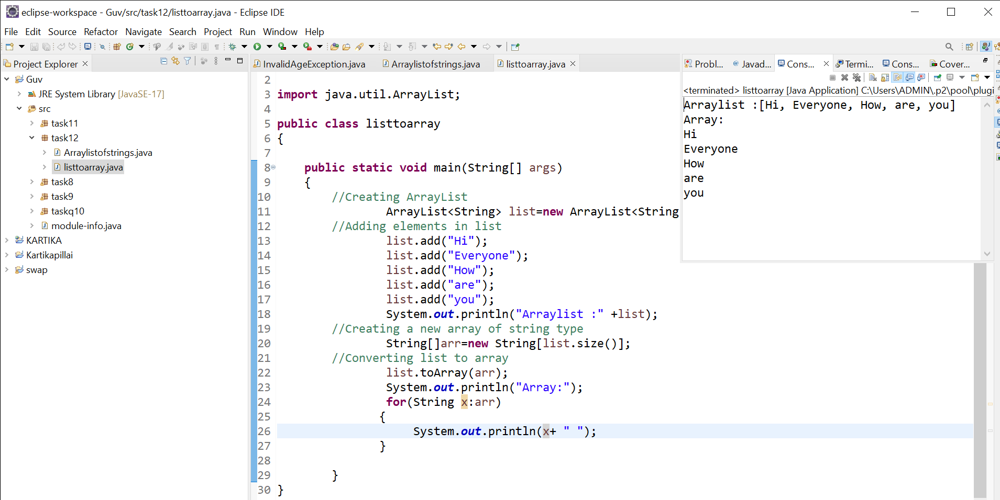 eclipse-workspace - Guv/src/task12/listtoarray.java - Eclipse IDE
File Edit Source Refactor Navigate Search Project Run Window Help
Project Explorer
Guv
JRE System Library [JavaSE-17]
src
task11
task12
Arraylistofstrings.java
listtoarray.java
task8
task9
taskq10
module-info.java
KARTIKA
Kartikapillai
swap
InvalidAgeException.java Arraylistofstrings.java listtoarray.java
2
3 import java.util.ArrayList;
4
5 public class listtoarray
6 {
7
8 public static void main(String[] args)
9 {
10 //Creating ArrayList
11 ArrayList<String> list=new ArrayList<String
12 //Adding elements in list
13 list.add("Hi");
14 list.add("Everyone");
15 list.add("How");
16 list.add("are");
17 list.add("you");
18 System.out.println("Arraylist :" +list);
19 //Creating a new array of string type
20 String[]arr=new String[list.size()];
21 //Converting list to array
22 list.toArray(arr);
23 System.out.println("Array:");
24 for(String x:arr)
25 {
26 System.out.println(x+ " ");
27 }
28
29 }
30 }
Probl... Javad... Cons... Termi... Cons... Cover...
<terminated> listtoarray [Java Application] C:\Users\ADMIN\.p2\pool\plugi
Arraylist :[Hi, Everyone, How, are, you]
Array:
Hi
Everyone
How
are
you